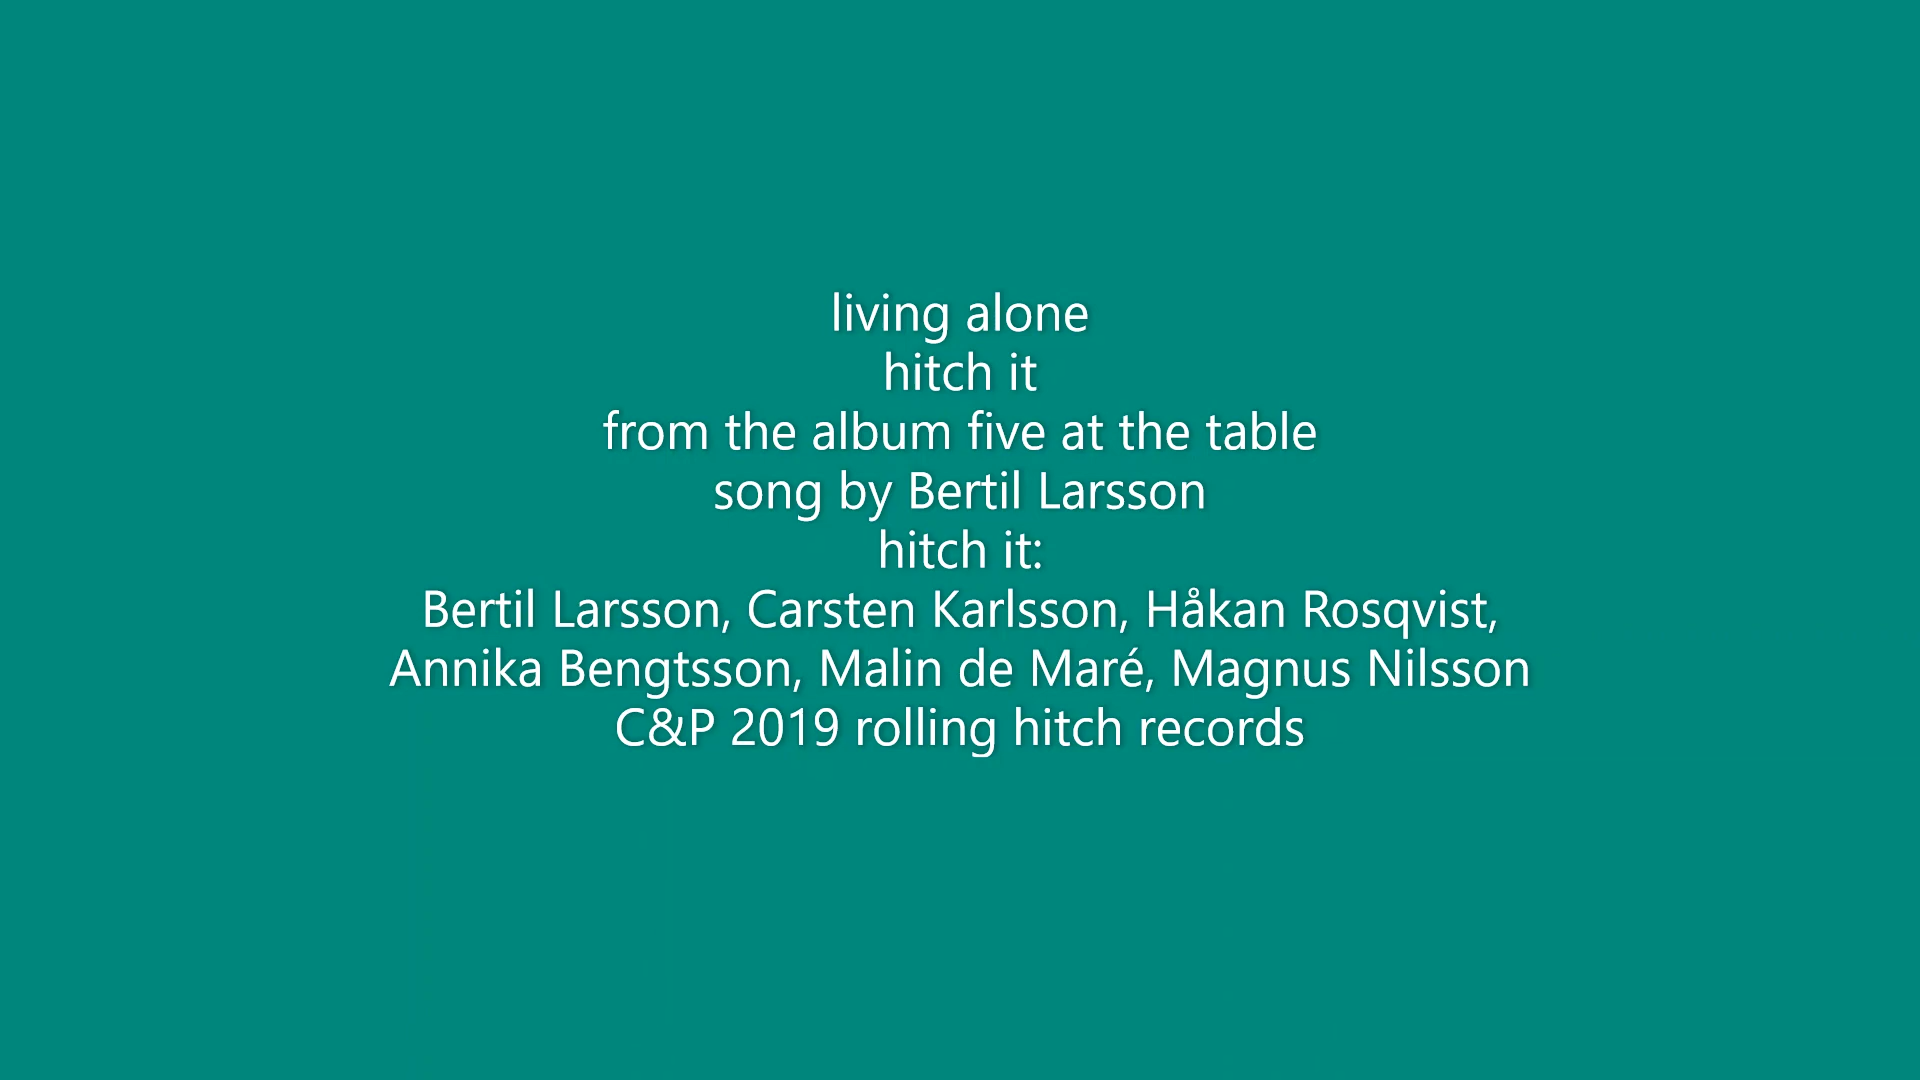 living alone
hitch it
from the album five at the table
song by Bertil Larsson
hitch it:
Bertil Larsson, Carsten Karlsson, Håkan Rosqvist,
Annika Bengtsson, Malin de Maré, Magnus Nilsson
C&P 2019 rolling hitch records